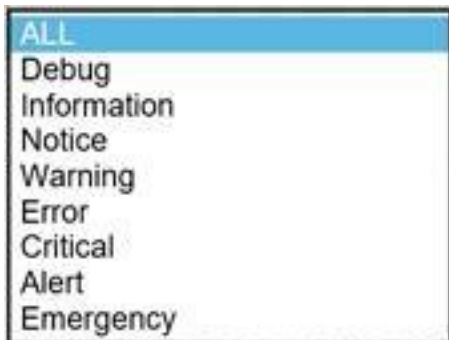 ALL
Debug
Information
Notice
Warning
Error
Critical
Alert
Emergency